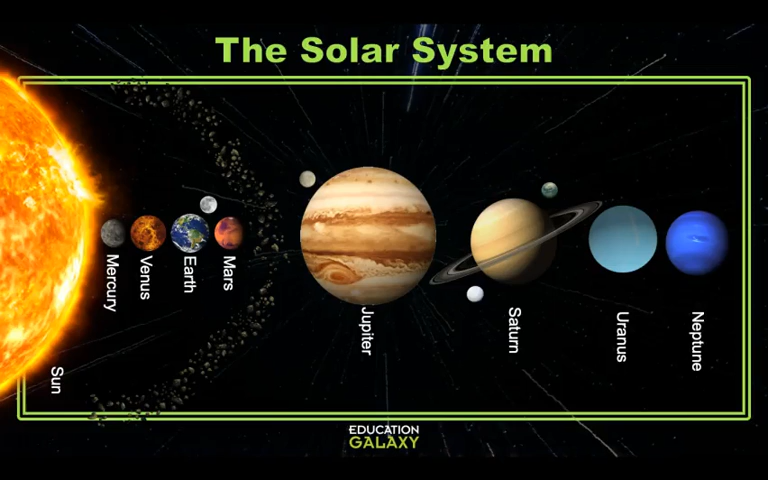 The Solar System
Mercury
Venus
Earth
Mars
Jupiter
Saturn
Uranus
Neptune
Sun
EDUCATION
GALAXY